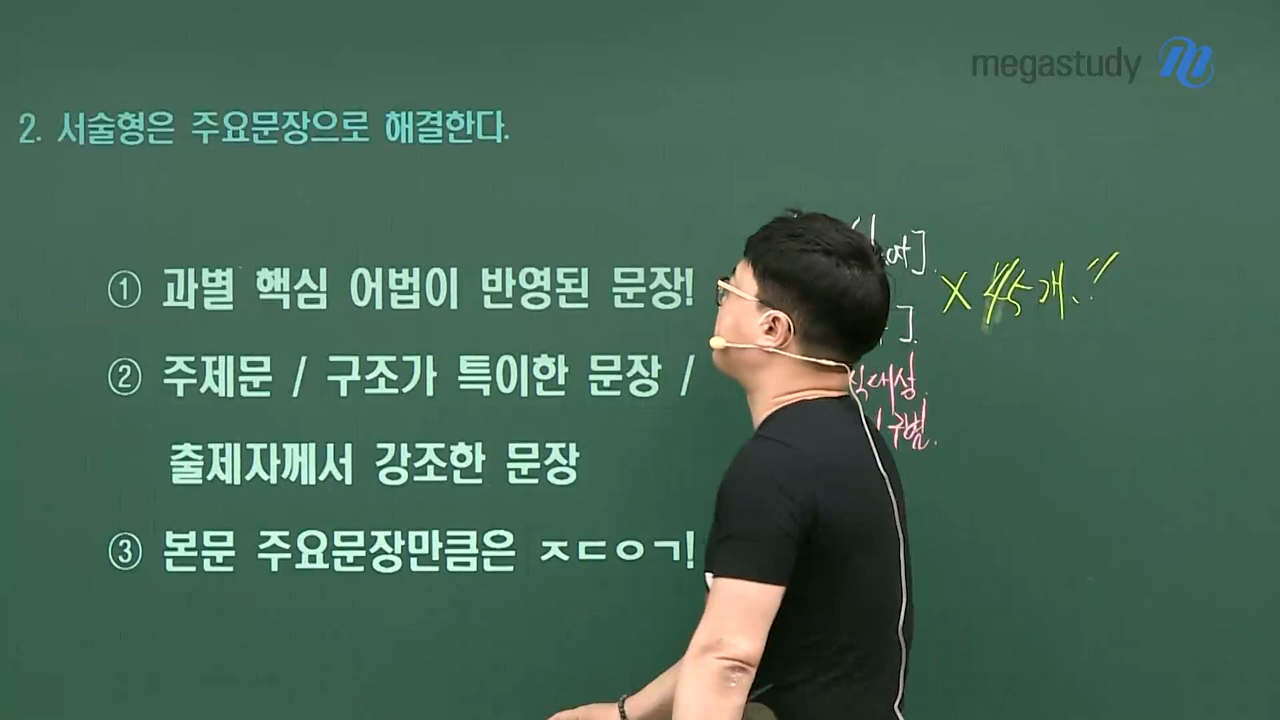 megastudy
2. 서술형은 주요문장으로 해결한다.
① 과별 핵심 어법이 반영된 문장!
② 주제문 / 구조가 특이한 문장 /
출제자께서 강조한 문장
③ 본문 주요문장만큼은 ㅈㄷㅇㄱ!